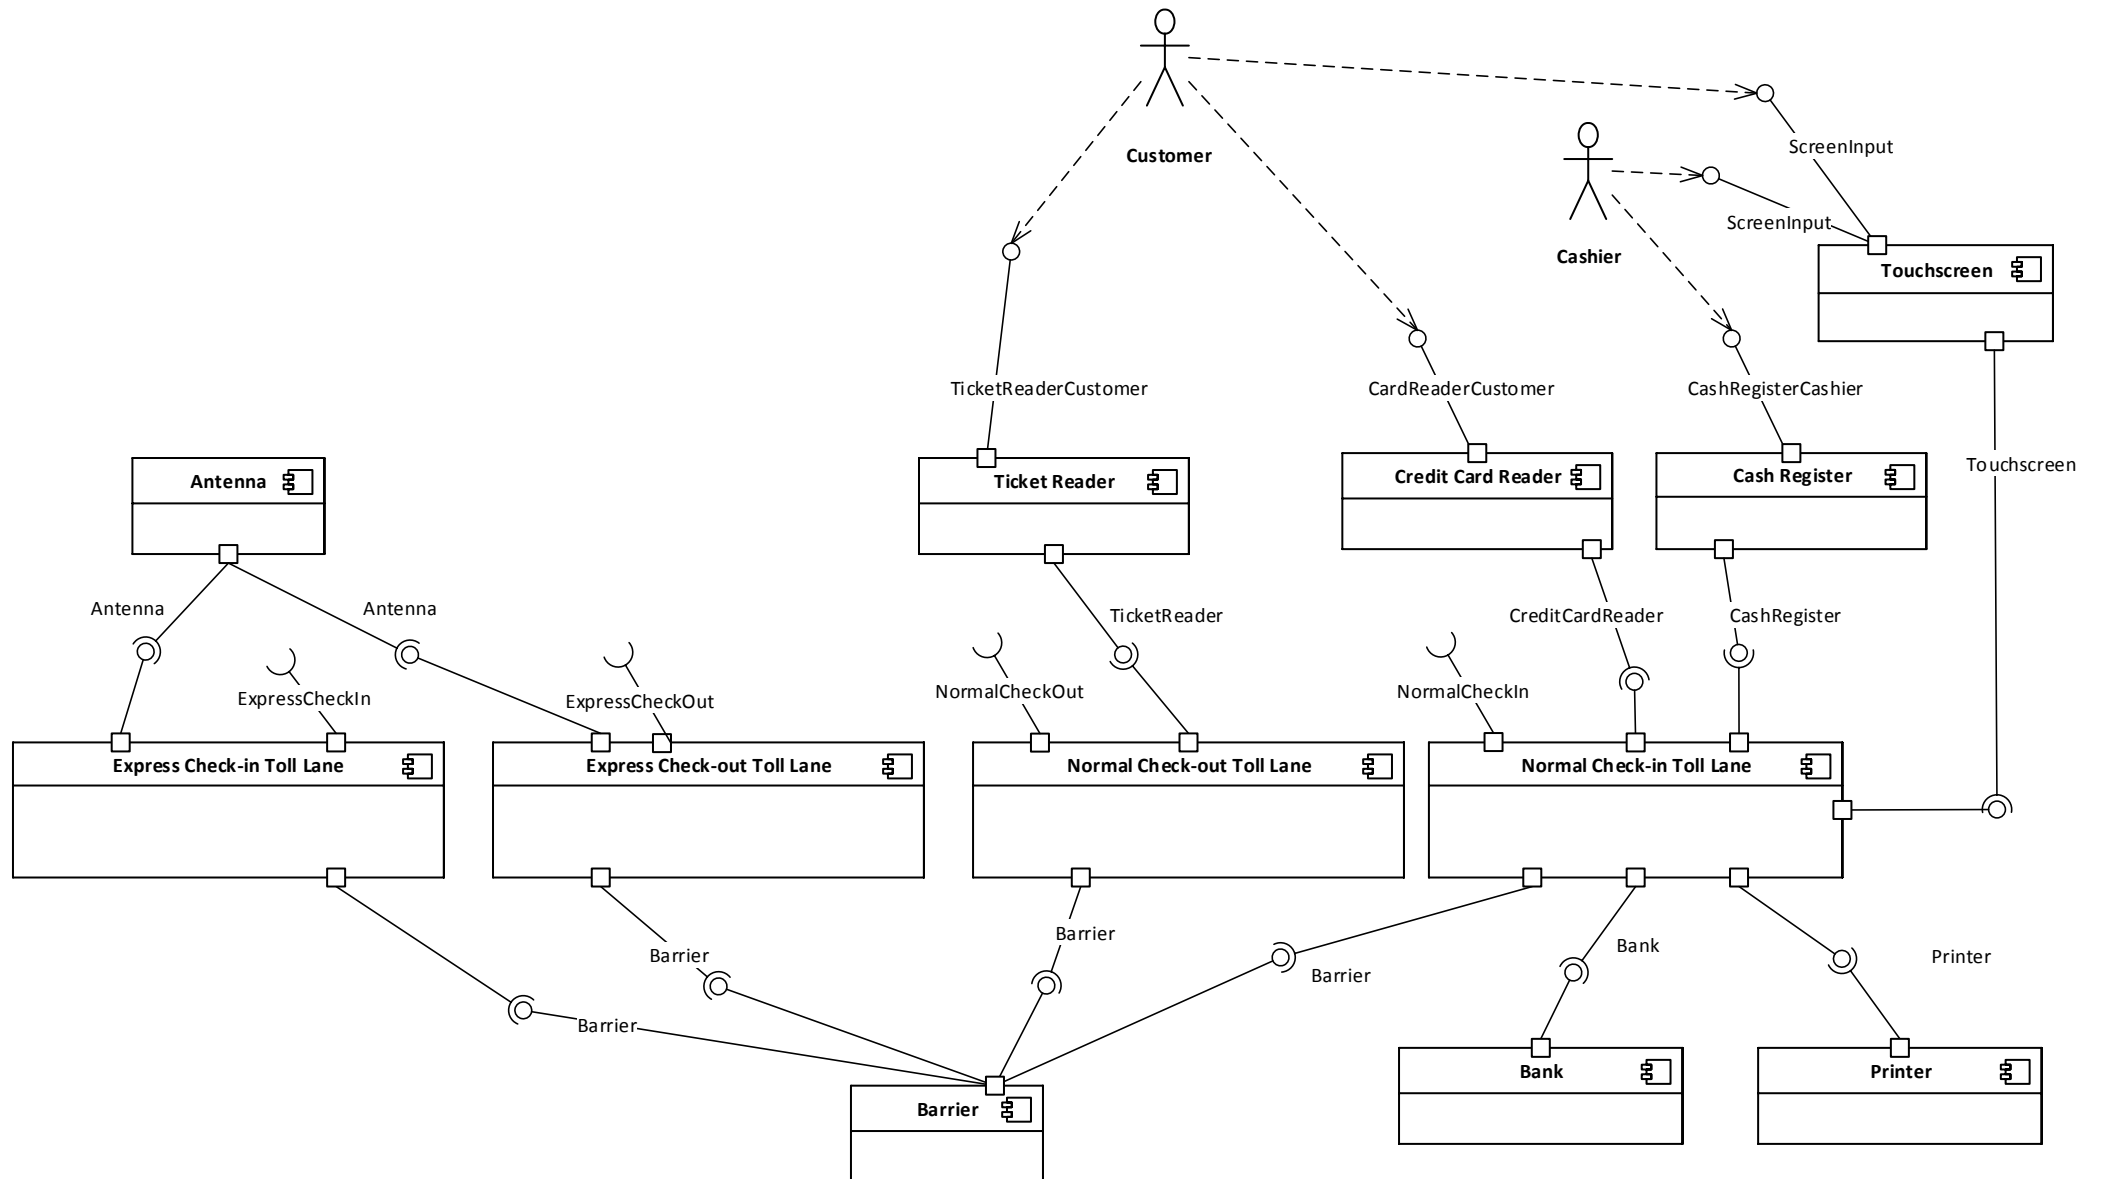 Customer
ScreenInput
ScreenInput
Cashier
Touchscreen
TicketReaderCustomer
CardReaderCustomer
CashRegisterCashier
Touchscreen
Antenna
Ticket Reader
Credit Card Reader
Cash Register
Antenna
Antenna
TicketReader
CreditCardReader
CashRegister
ExpressCheckIn
ExpressCheckOut
NormalCheckOut
NormalCheckIn
Express Check-in Toll Lane
Express Check-out Toll Lane
Normal Check-out Toll Lane
Normal Check-in Toll Lane
Barrier
Barrier
Bank
Printer
Barrier
Barrier
Bank
Printer
Barrier